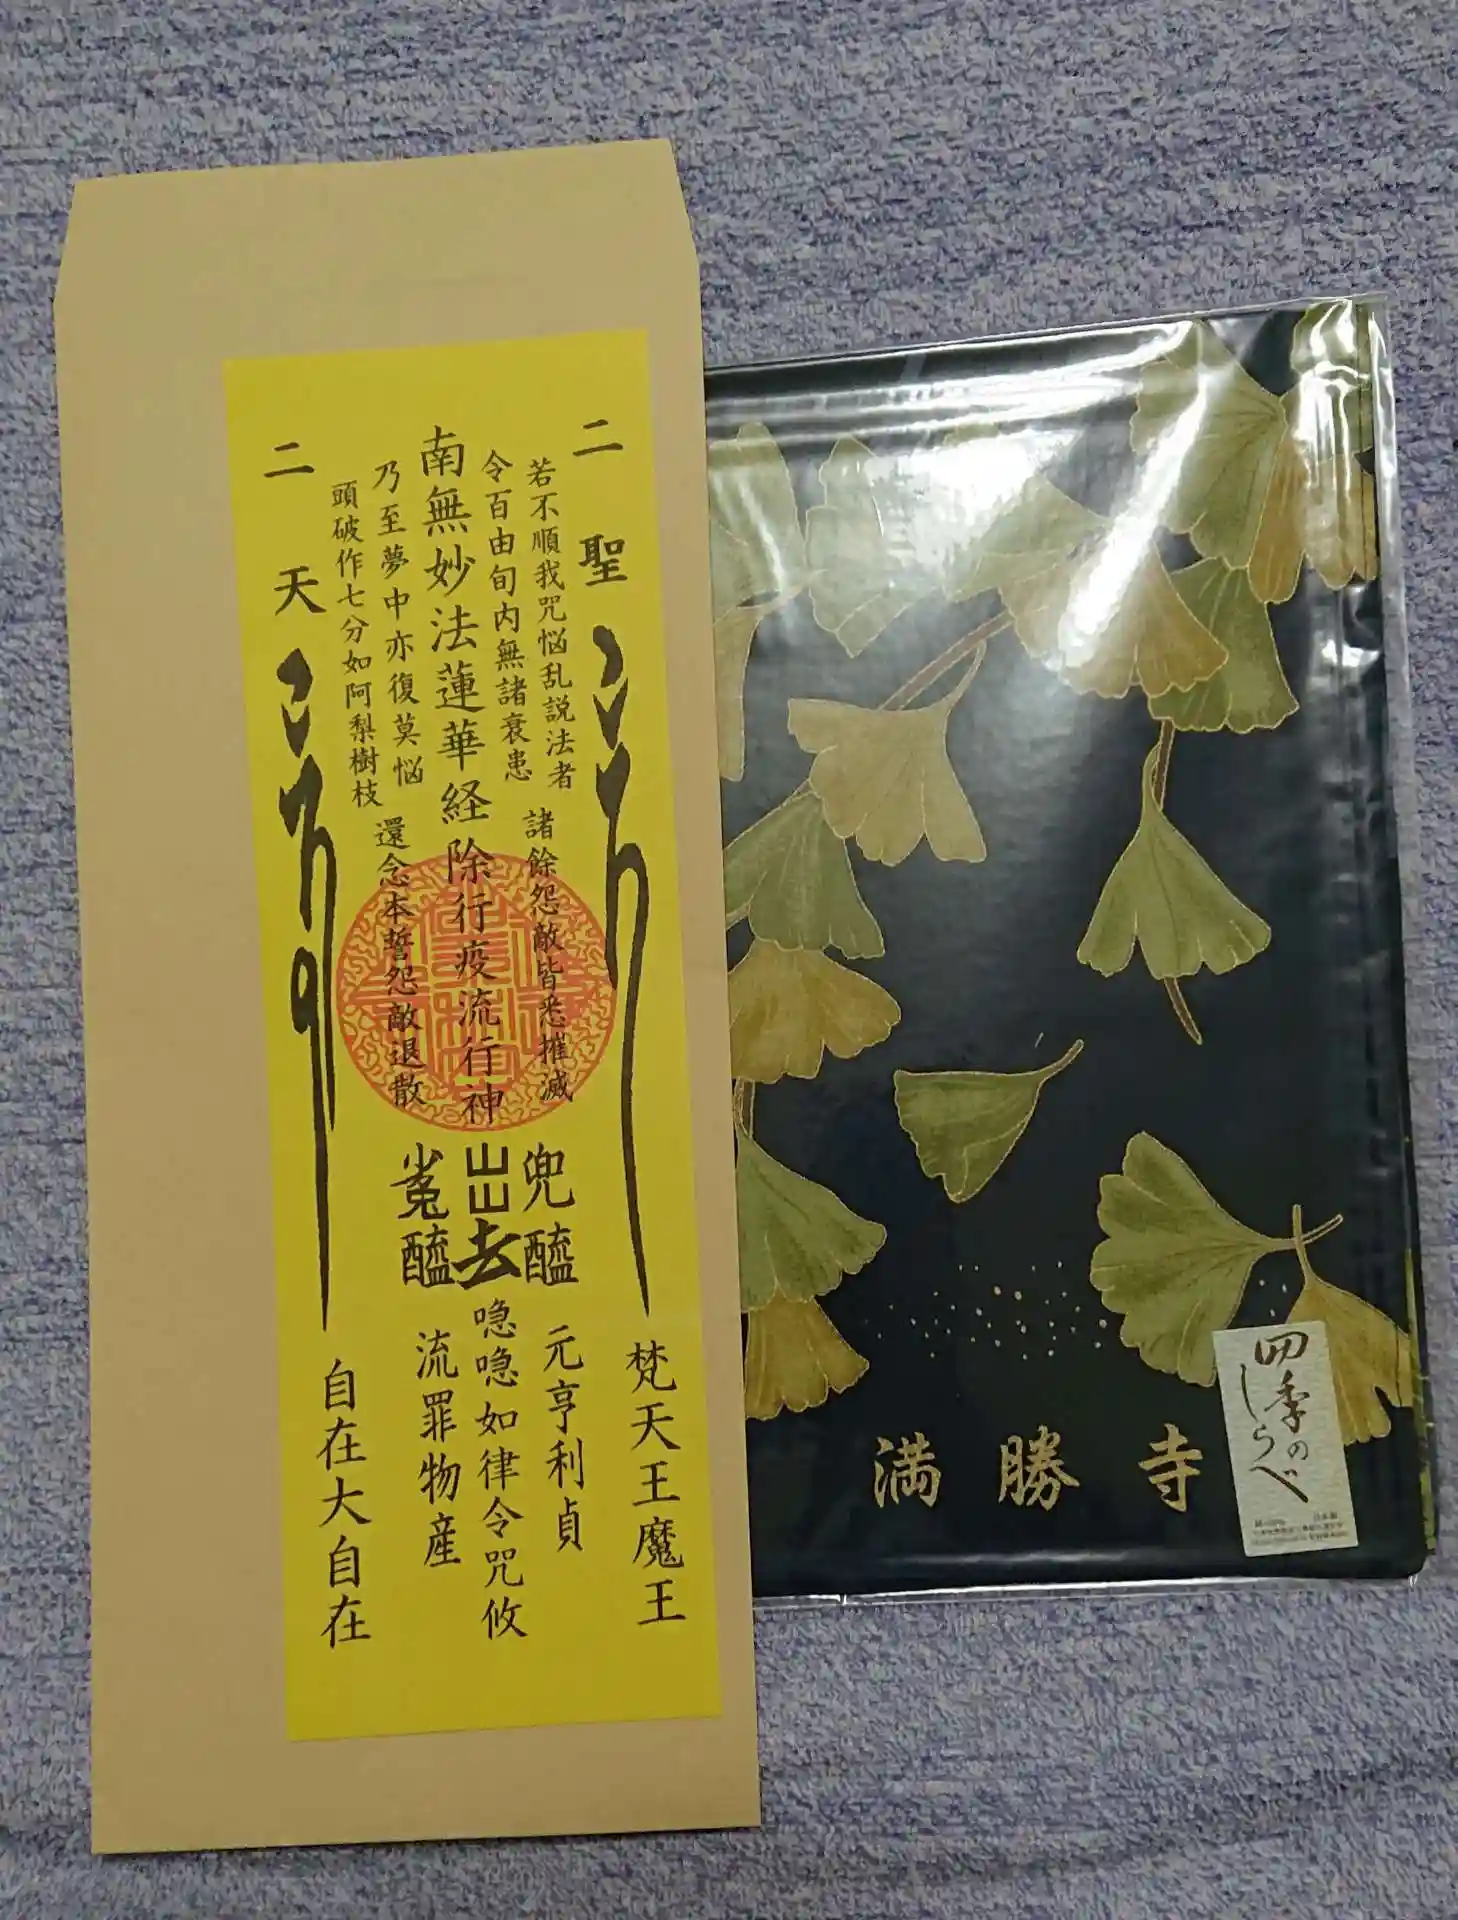 二聖
梵天王魔王
若不順我咒悩乱説法者
諸餘怨敵皆悉摧滅
令百由旬内無諸衰患
南無妙法蓮華経
除行疫流行神
乃至夢中亦復莫悩
還念本誓怨敵退散
頭破作七分如阿梨樹枝
二天
自在大自在
元亨利貞
急如律令咒攸
流罪物産
満勝寺
四季の
しらべ
日本製